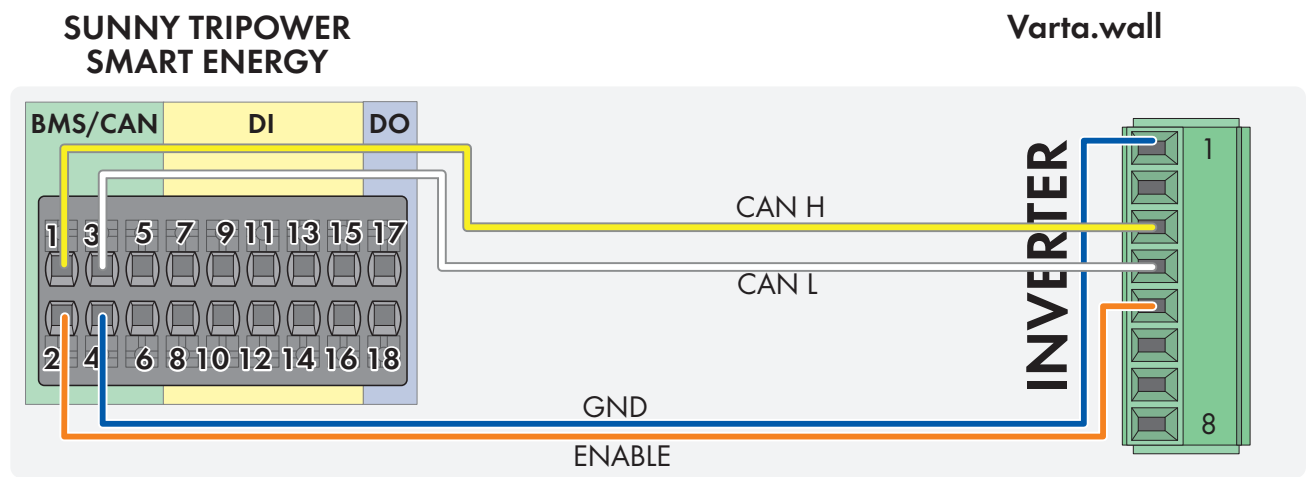 SUNNY TRIPOWER
SMART ENERGY
Varta.wall
BMS/CAN DI DO
1 3 5 7 9 11 13 15 17
2 4 6 8 10 12 14 16 18
CAN H
CAN L
GND
ENABLE
INVERTER
1
8